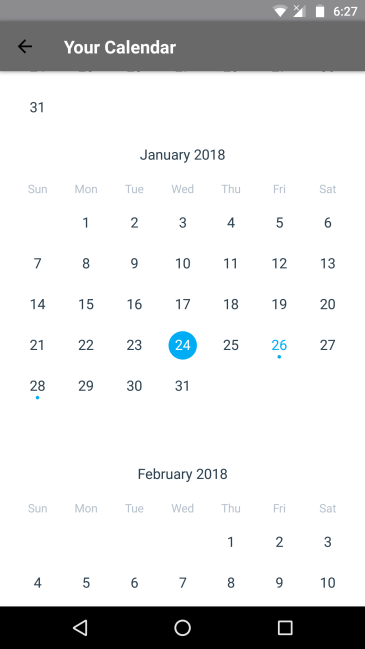 6:27
Your Calendar
31
January 2018
Sun Mon Tue Wed Thu Fri Sat
1 2 3 4 5 6
7 8 9 10 11 12 13
14 15 16 17 18 19 20
21 22 23 24 25 26 27
28 29 30 31
February 2018
Sun Mon Tue Wed Thu Fri Sat
1 2 3
4 5 6 7 8 9 10